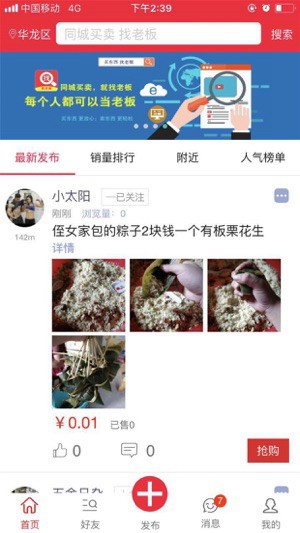 中国移动 4G 下午2:39
华龙区 同城买卖 找老板 搜索
同城买卖，就找老板
每个人都可以当老板
最新发布 销量排行 附近 人气榜单
小太阳 一已关注
刚刚 浏览量：0
142m
侄女家包的粽子2块钱一个有板栗花生
详情
￥0.01 已售0
0 0 抢购
7
首页 好友 发布 消息 我的